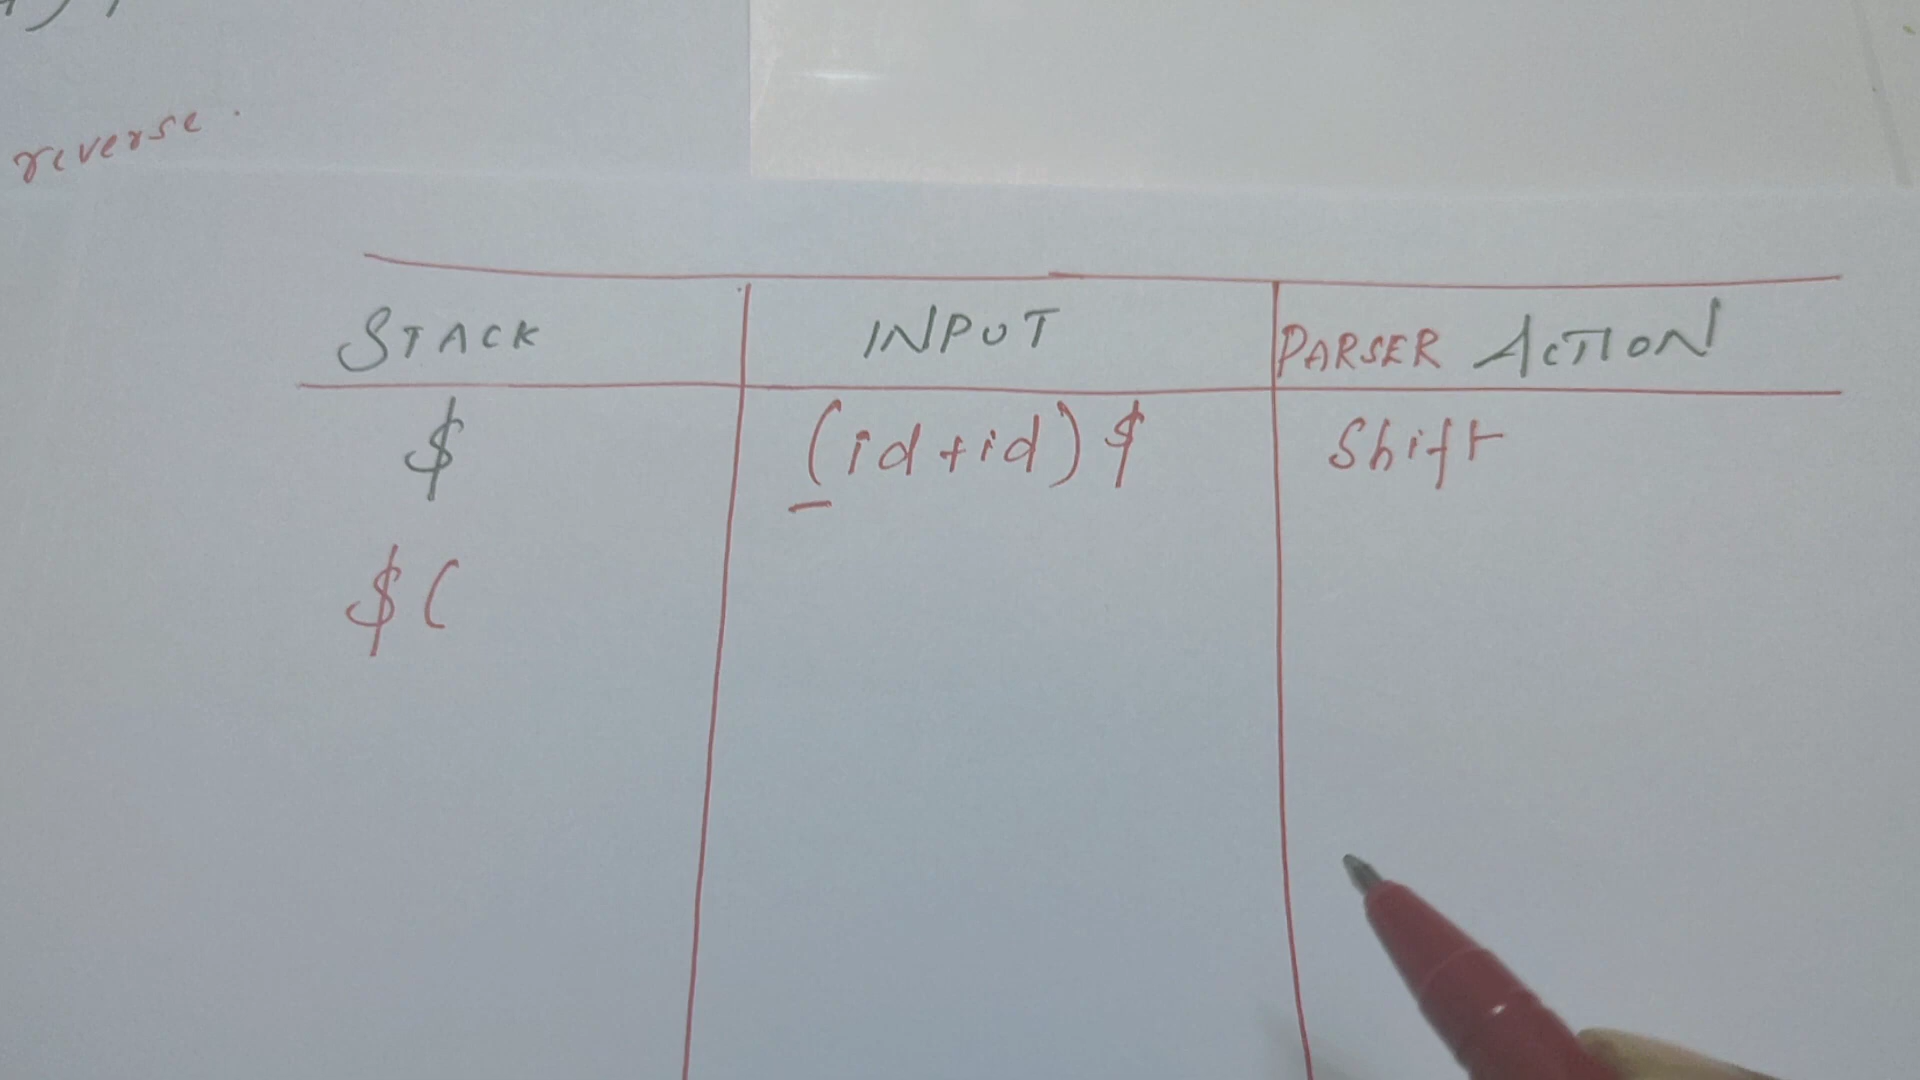 reverse.
STACK INPUT PARSER ACTION
$ (id+id)$ Shift
$(